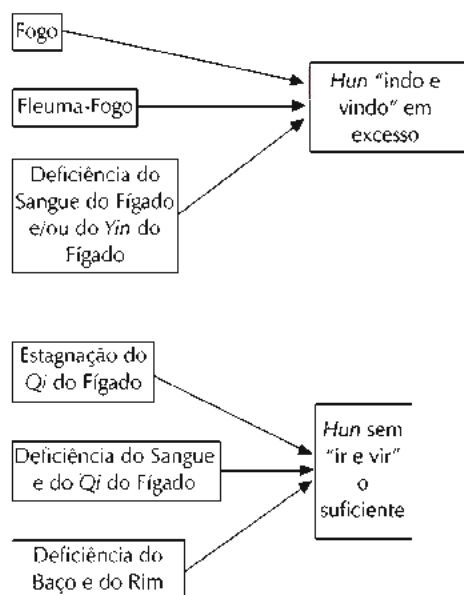 Fogo
Fleuma-Fogo
Deficiência do
Sangue do Fígado
e/ou do Yin do
Fígado
Hun “indo e
vindo” em
excesso
Estagnação do
Qi do Fígado
Deficiência do Sangue
e do Qi do Fígado
Deficiência do
Baço e do Rim
Hun sem
“ir e vir”
o
suficiente